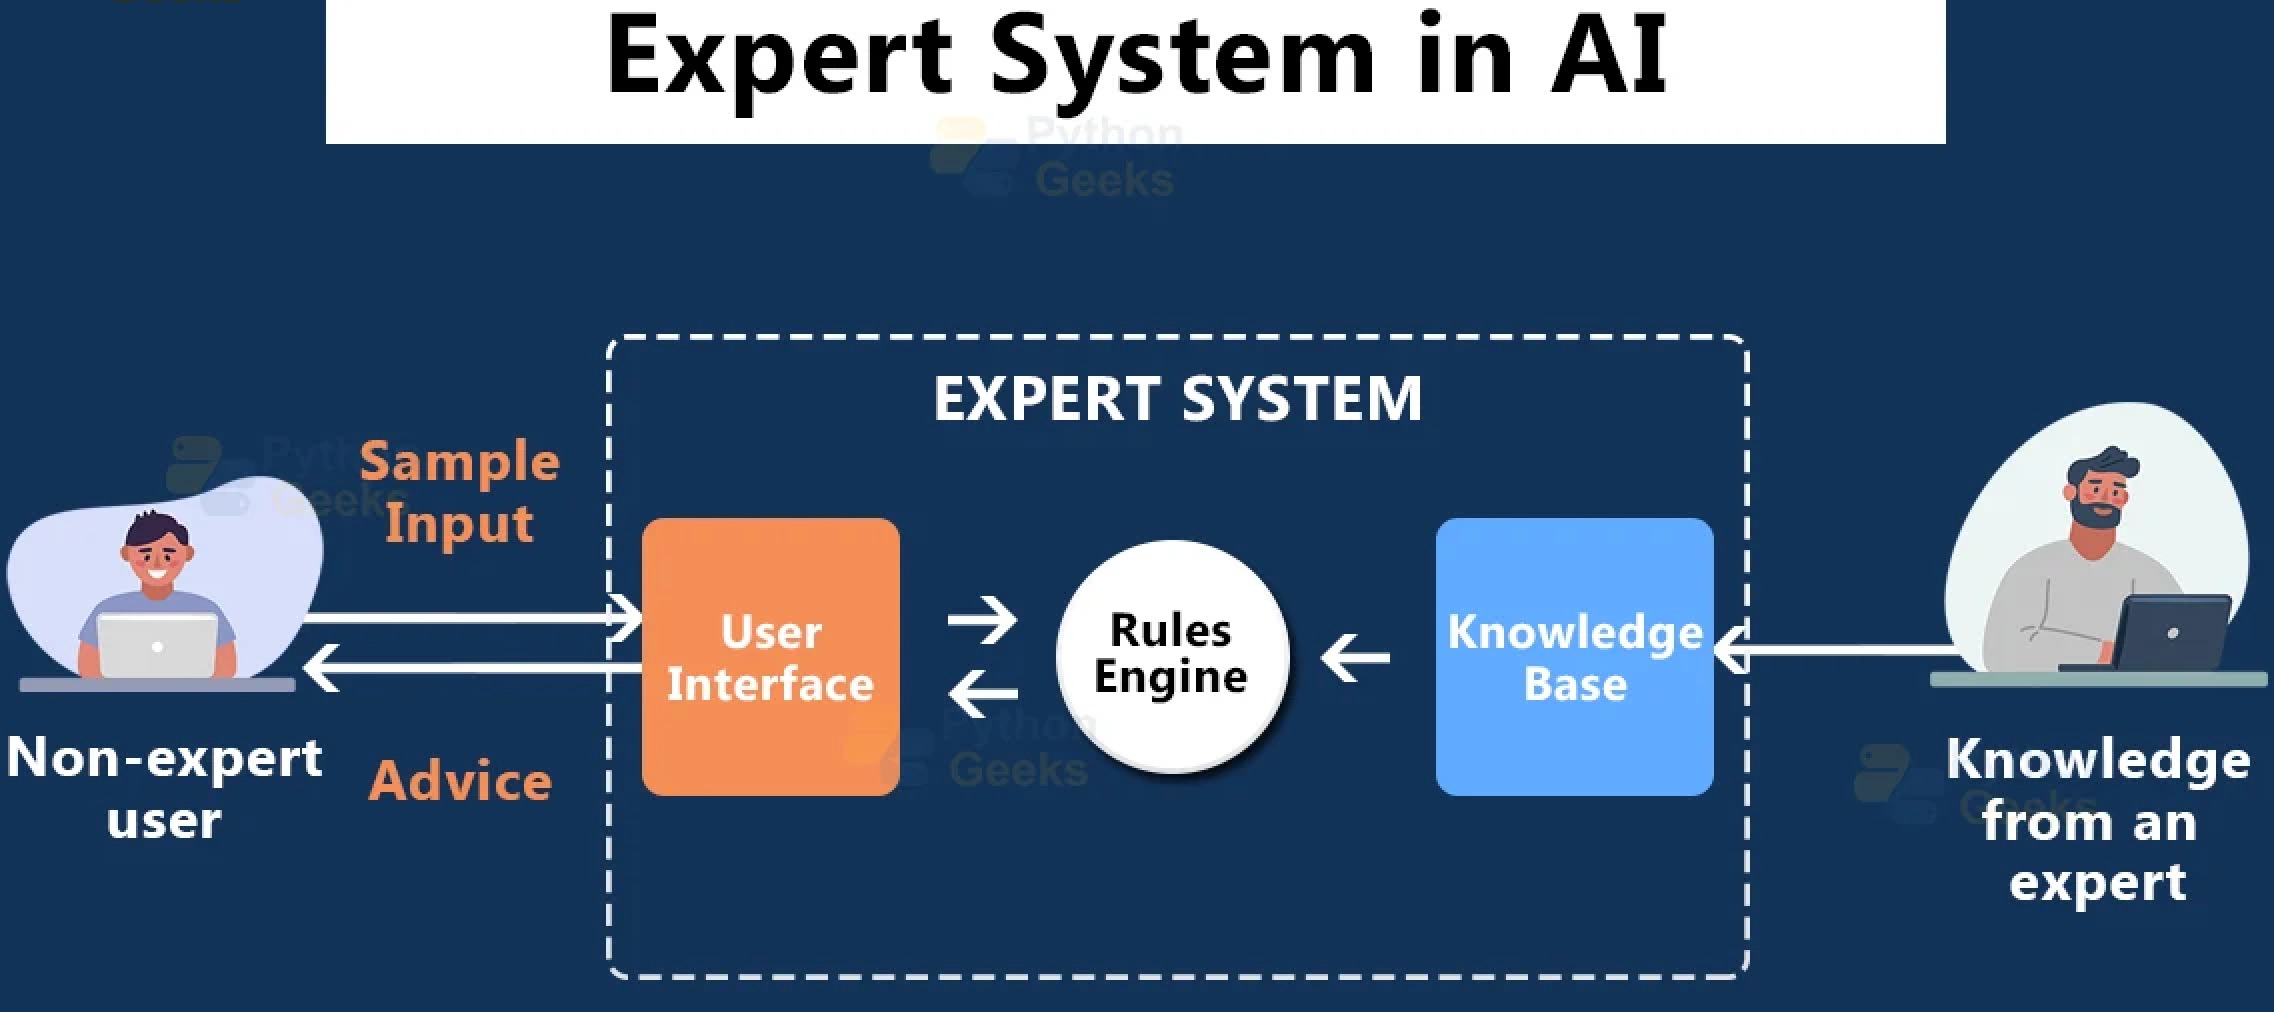 Expert System in AI
Python
Geeks
EXPERT SYSTEM
Python
Geeks
Sample
Input
User
Interface
Rules
Engine
Knowledge
Base
Non-expert
user
Advice
Python
Geeks
Knowledge
from an
expert
Geeks